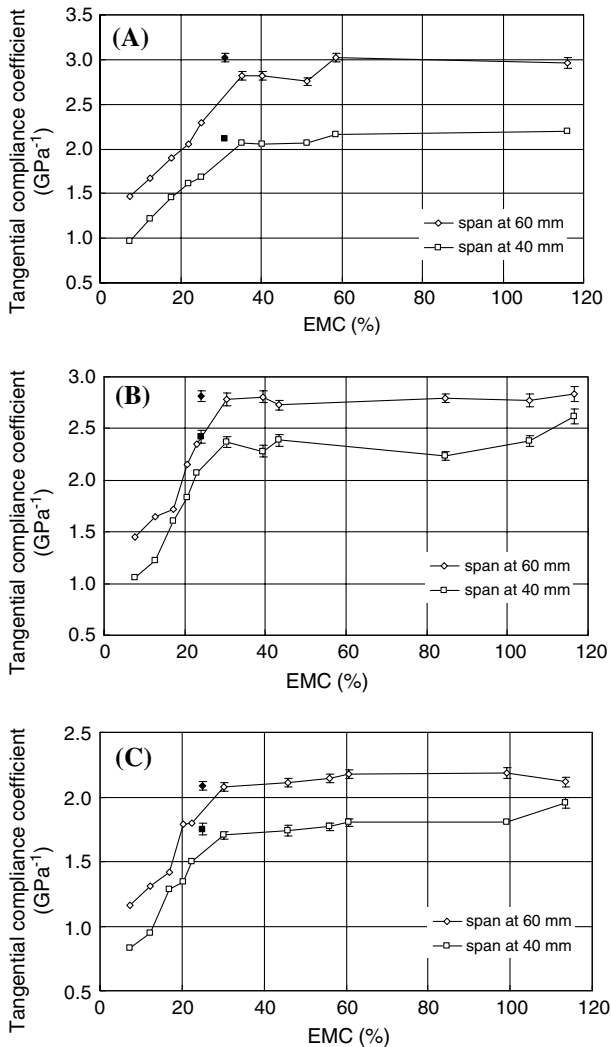 (A)
Tangential compliance coefficient
(GPa-1)
3.5
3.0
2.5
2.0
1.5
1.0
0.5
span at 60 mm
span at 40 mm
0 20 40 60 80 100 120
EMC (%)
(B)
Tangential compliance coefficient
(GPa-1)
3.0
2.5
2.0
1.5
1.0
0.5
span at 60 mm
span at 40 mm
0 20 40 60 80 100 120
EMC (%)
(C)
Tangential compliance coefficient
(GPa-1)
2.5
2.0
1.5
1.0
0.5
span at 60 mm
span at 40 mm
0 20 40 60 80 100 120
EMC (%)